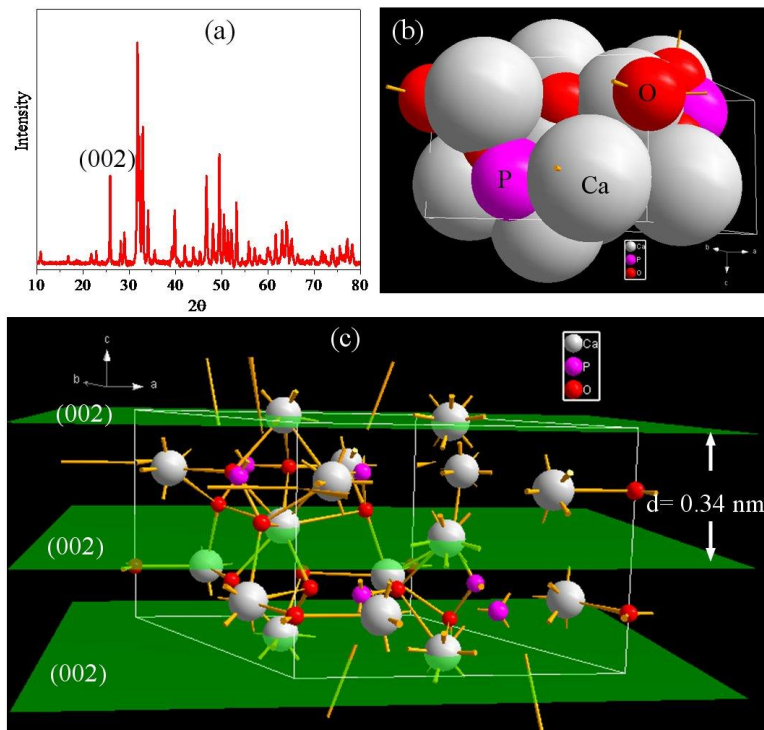 (a)
Intensity
(002)
10 20 30 40 50 60 70 80
2θ
(b)
O
P
Ca
Ca
P
O
b
a
c
(c)
c
b
a
Ca
P
O
(002)
(002)
(002)
d= 0.34 nm